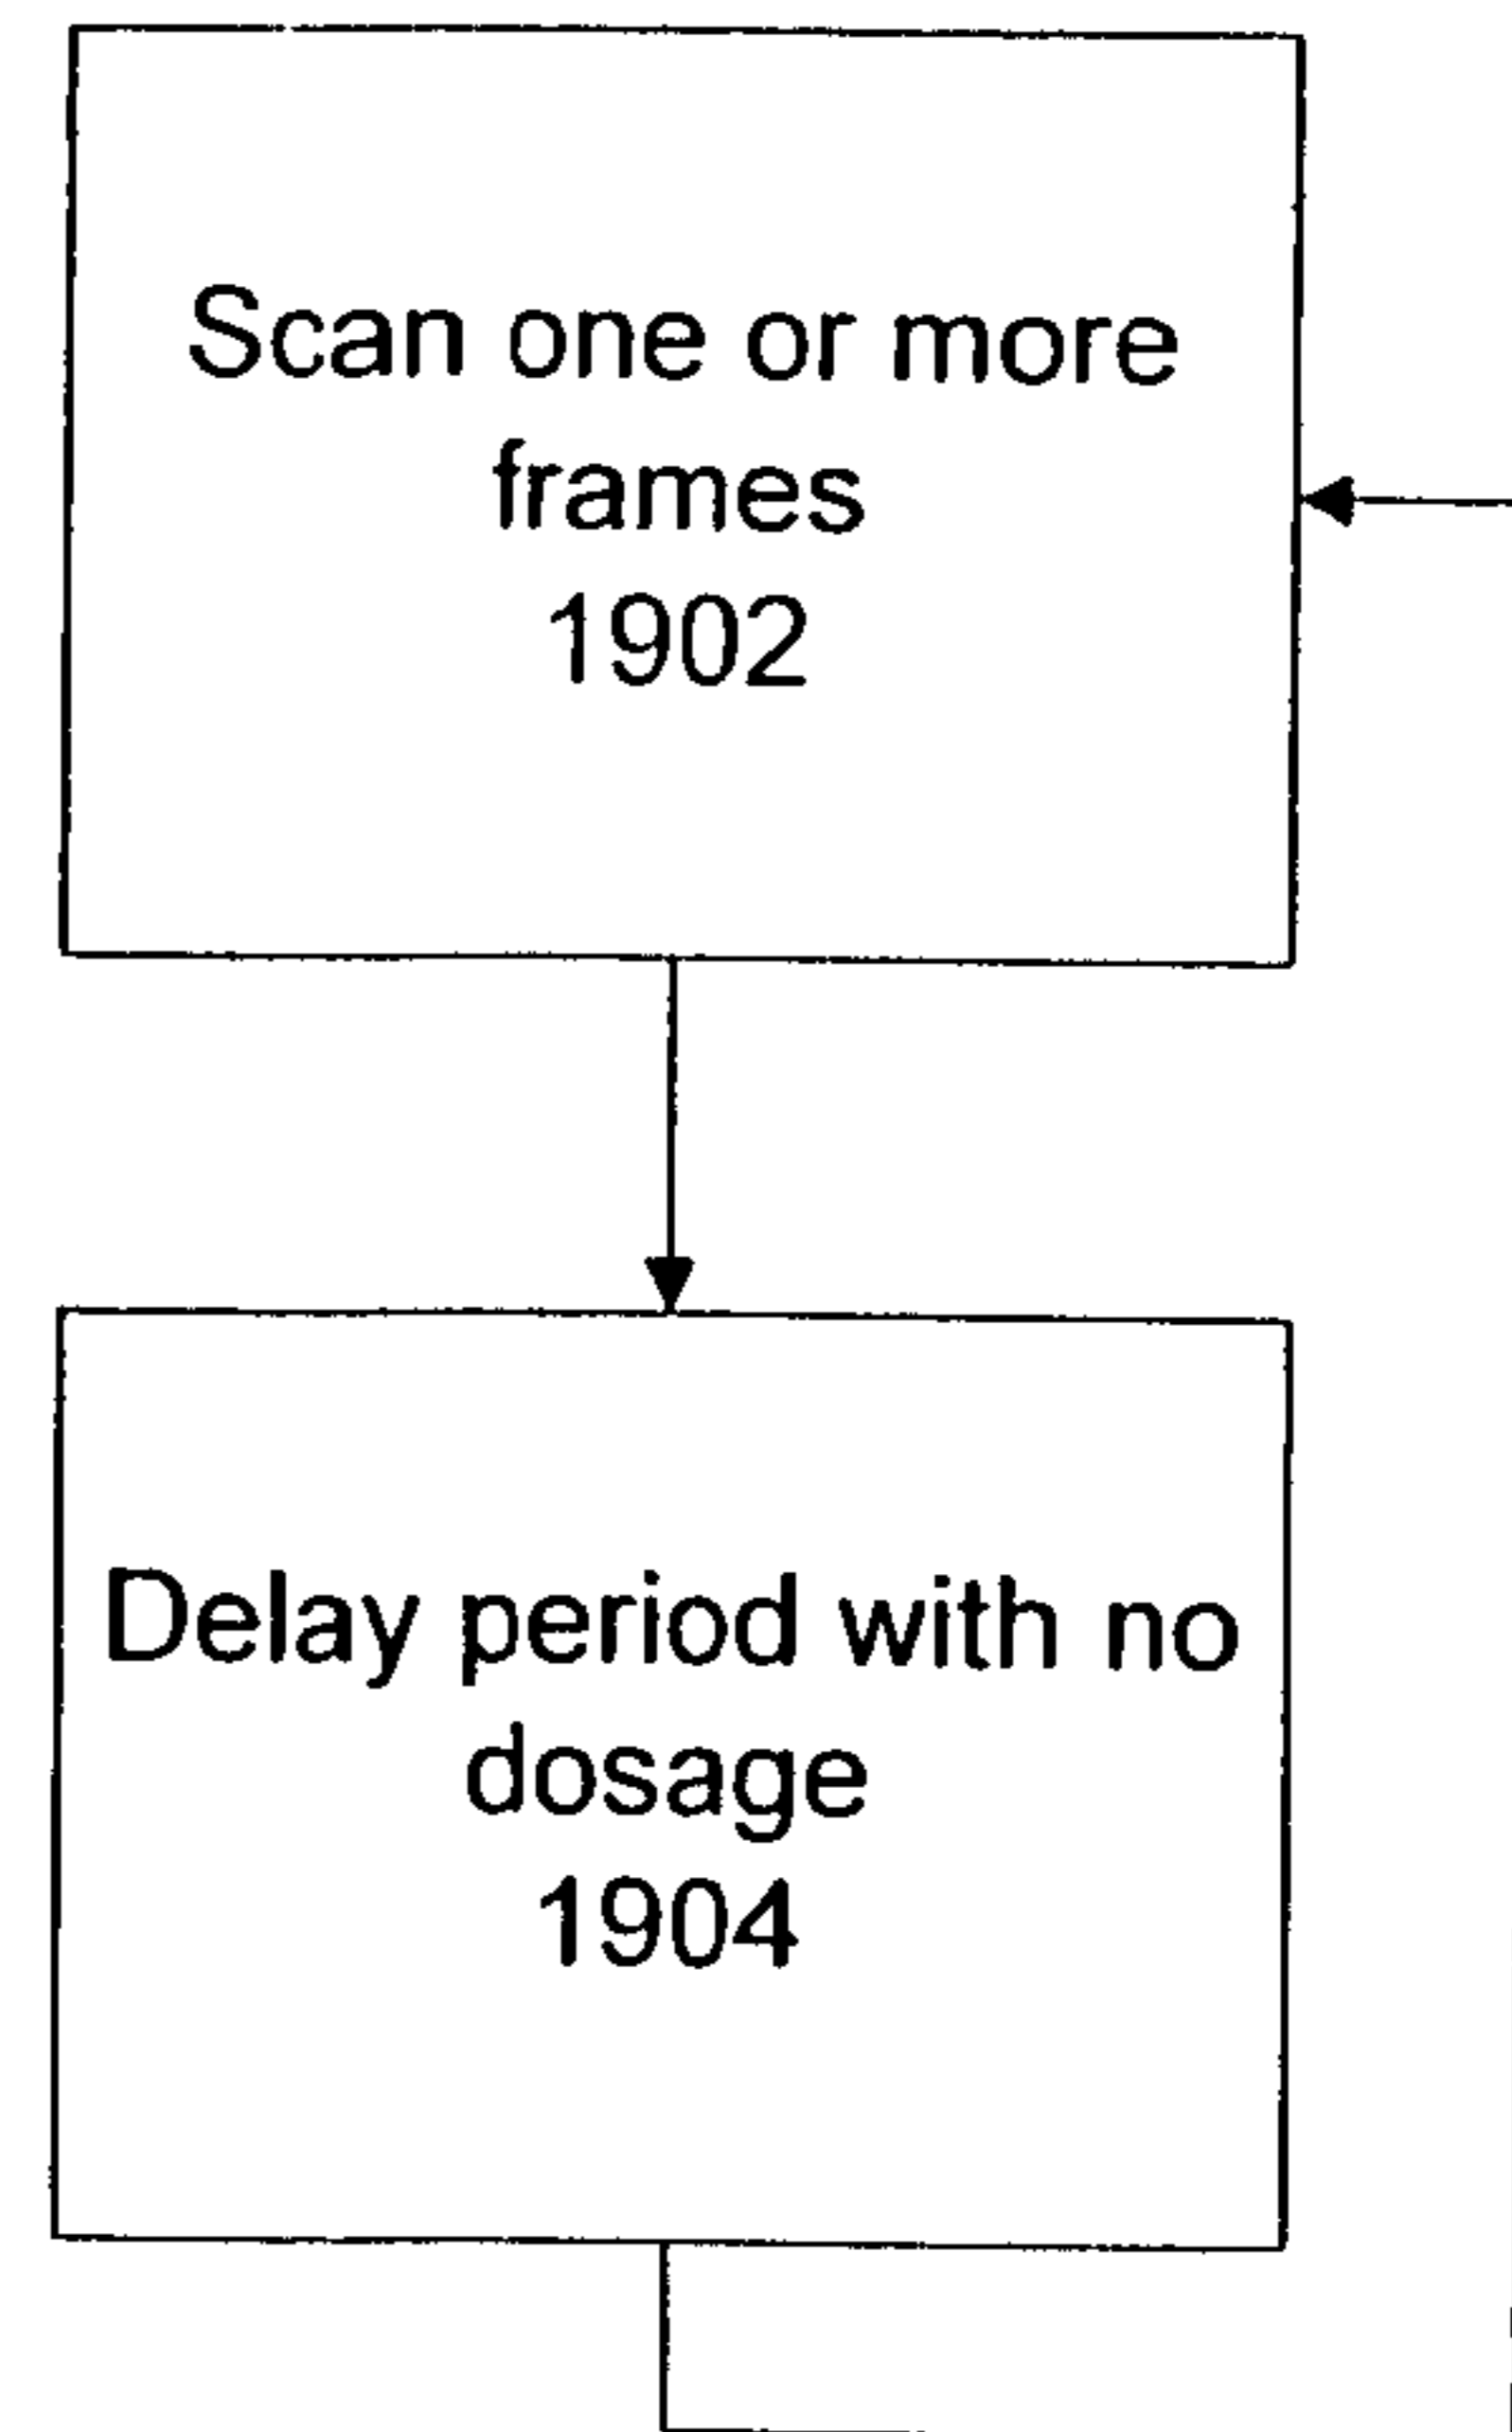 Scan one or more
frames
1902
Delay period with no
dosage
1904